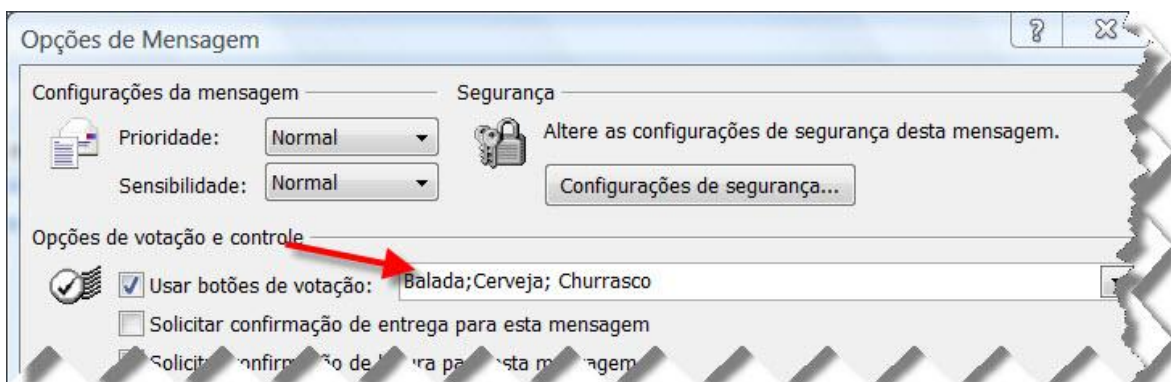 Opções de Mensagem
Configurações da mensagem
Segurança
Prioridade: Normal
Altere as configurações de segurança desta mensagem.
Sensibilidade: Normal
Configurações de segurança...
Opções de votação e controle
Usar botões de votação: Balada;Cerveja; Churrasco
Solicitar confirmação de entrega para esta mensagem
de